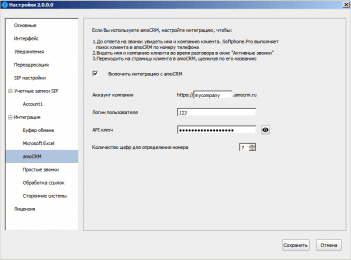 Настройки 2.0.0.0
Основные
Интерфейс
Уведомления
Переадресация
SIP настройки
Учетные записи SIP
Account1
Интеграция
Буфер обмена
Microsoft Excel
amoCRM
Простые звонки
Обработка ссылок
Сторонние системы
Лицензия
Если Вы используете amoCRM, настройте интеграцию, чтобы:
1.До ответа на звонок увидеть имя и компанию клиента. Softphone.Pro выполняет
поиск клиента в amoCRM по номеру телефона
2.Видеть имя и компанию клиента во время разговора в окне "Активные звонки"
3.Переходить на страницу клиента в amoCRM, щелкнув по его названию
Включить интеграцию с amoCRM
Аккаунт компании https:// mycompany .amocrm.ru
Логин пользователя 123
API ключ
Количество цифр для определения номера 7
Сохранить Отмена